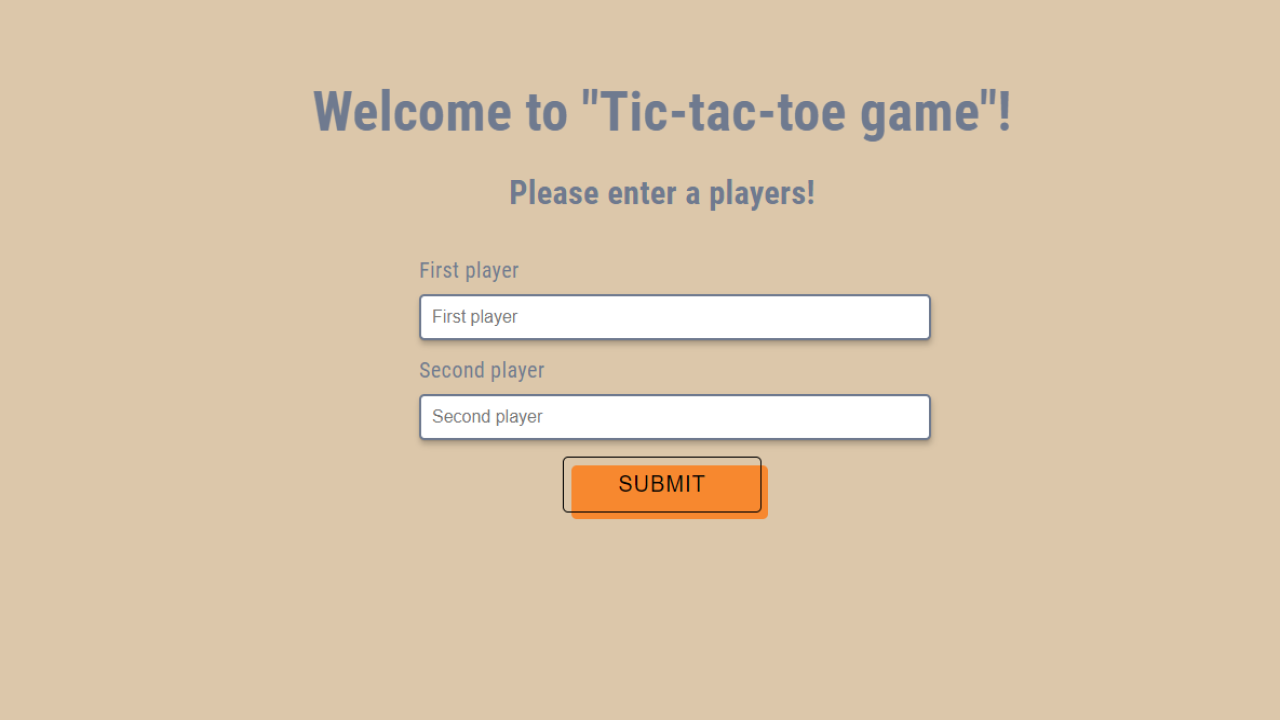 Welcome to "Tic-tac-toe game"!
Please enter a players!
First player
First player
Second player
Second player
SUBMIT